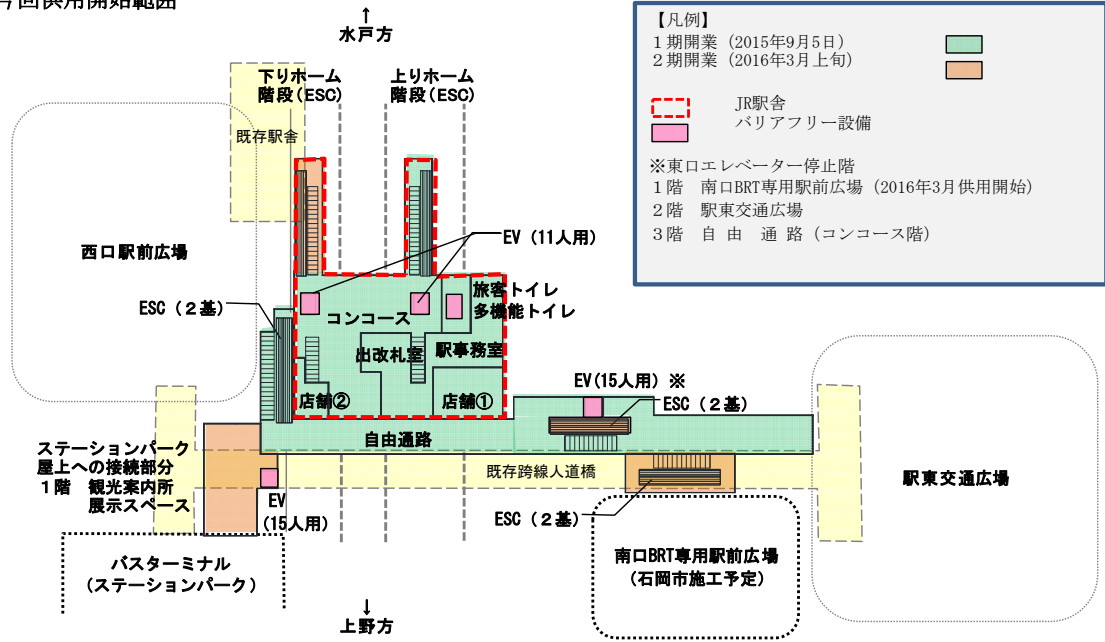 今回供用開始範囲
↑
水戸方
下りホーム
階段(ESC)
上りホーム
階段(ESC)
既存駅舎
西口駅前広場
ESC(2基)
EV(11人用)
旅客トイレ
多機能トイレ
コンコース
出改札室
駅事務室
店舗②
店舗①
EV(15人用)※
ESC(2基)
自由通路
ステーションパーク
屋上への接続部分
1階 観光案内所
展示スペース
EV
(15人用)
既存跨線人道橋
ESC(2基)
駅東交通広場
バスターミナル
(ステーションパーク)
南口BRT専用駅前広場
(石岡市施工予定)
↓
上野方
【凡例】
1期開業(2015年9月5日)
2期開業(2016年3月上旬)
JR駅舎
バリアフリー設備
※東口エレベーター停止階
1階 南口BRT専用駅前広場(2016年3月供用開始)
2階 駅東交通広場
3階 自 由 通 路(コンコース階)